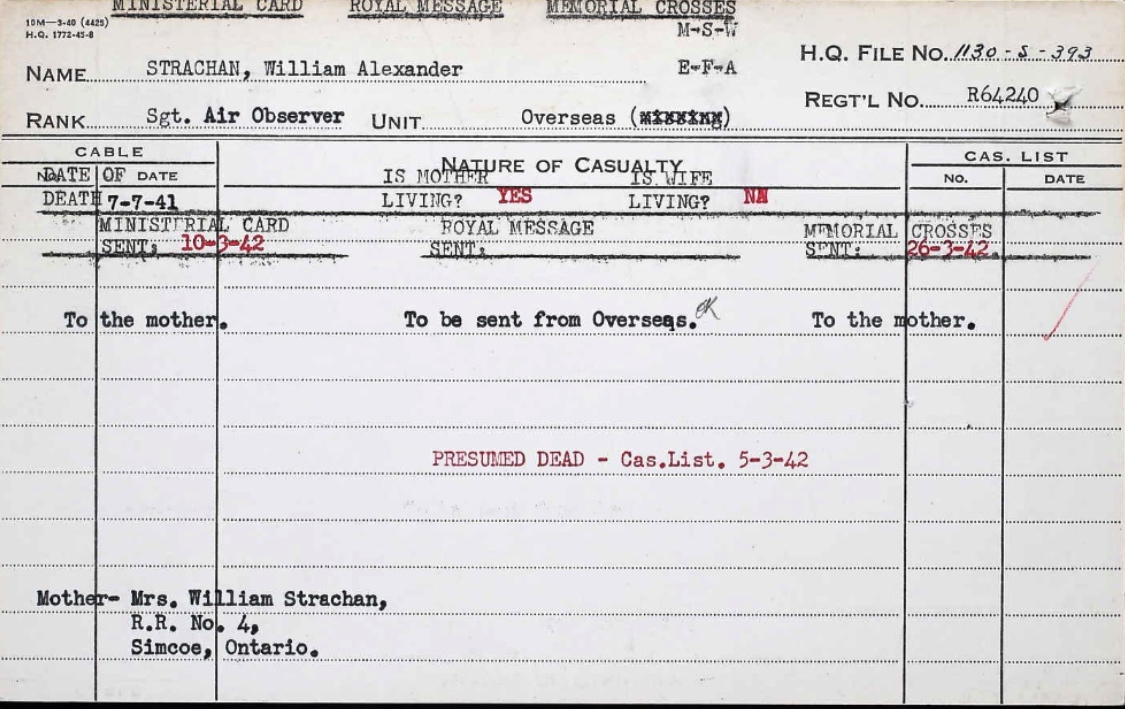 MINISTERIAL CARD ROYAL MESSAGE MEMORIAL CROSSES
10M—3-40 (4425)
H.Q. 1772-45-8
M-S-W
H.Q. FILE No. 1130-S-393
NAME STRACHAN, William Alexander E-F-A
REGT'L No. R64240
RANK Sgt. Air Observer UNIT Overseas
CABLE NATURE OF CASUALTY CAS. LIST
No. DATE NO. DATE
DATE OF IS MOTHER IS WIFE
DEATH 7-7-41 LIVING? YES LIVING?
MINISTERIAL CARD ROYAL MESSAGE MEMORIAL CROSSES
SENT: 10-3-42 SENT: SENT: 26-3-42.
To the mother. To be sent from Overseas. OK To the mother.
PRESUMED DEAD - Cas.List. 5-3-42
Mother- Mrs. William Strachan,
R.R. No. 4,
Simcoe, Ontario.